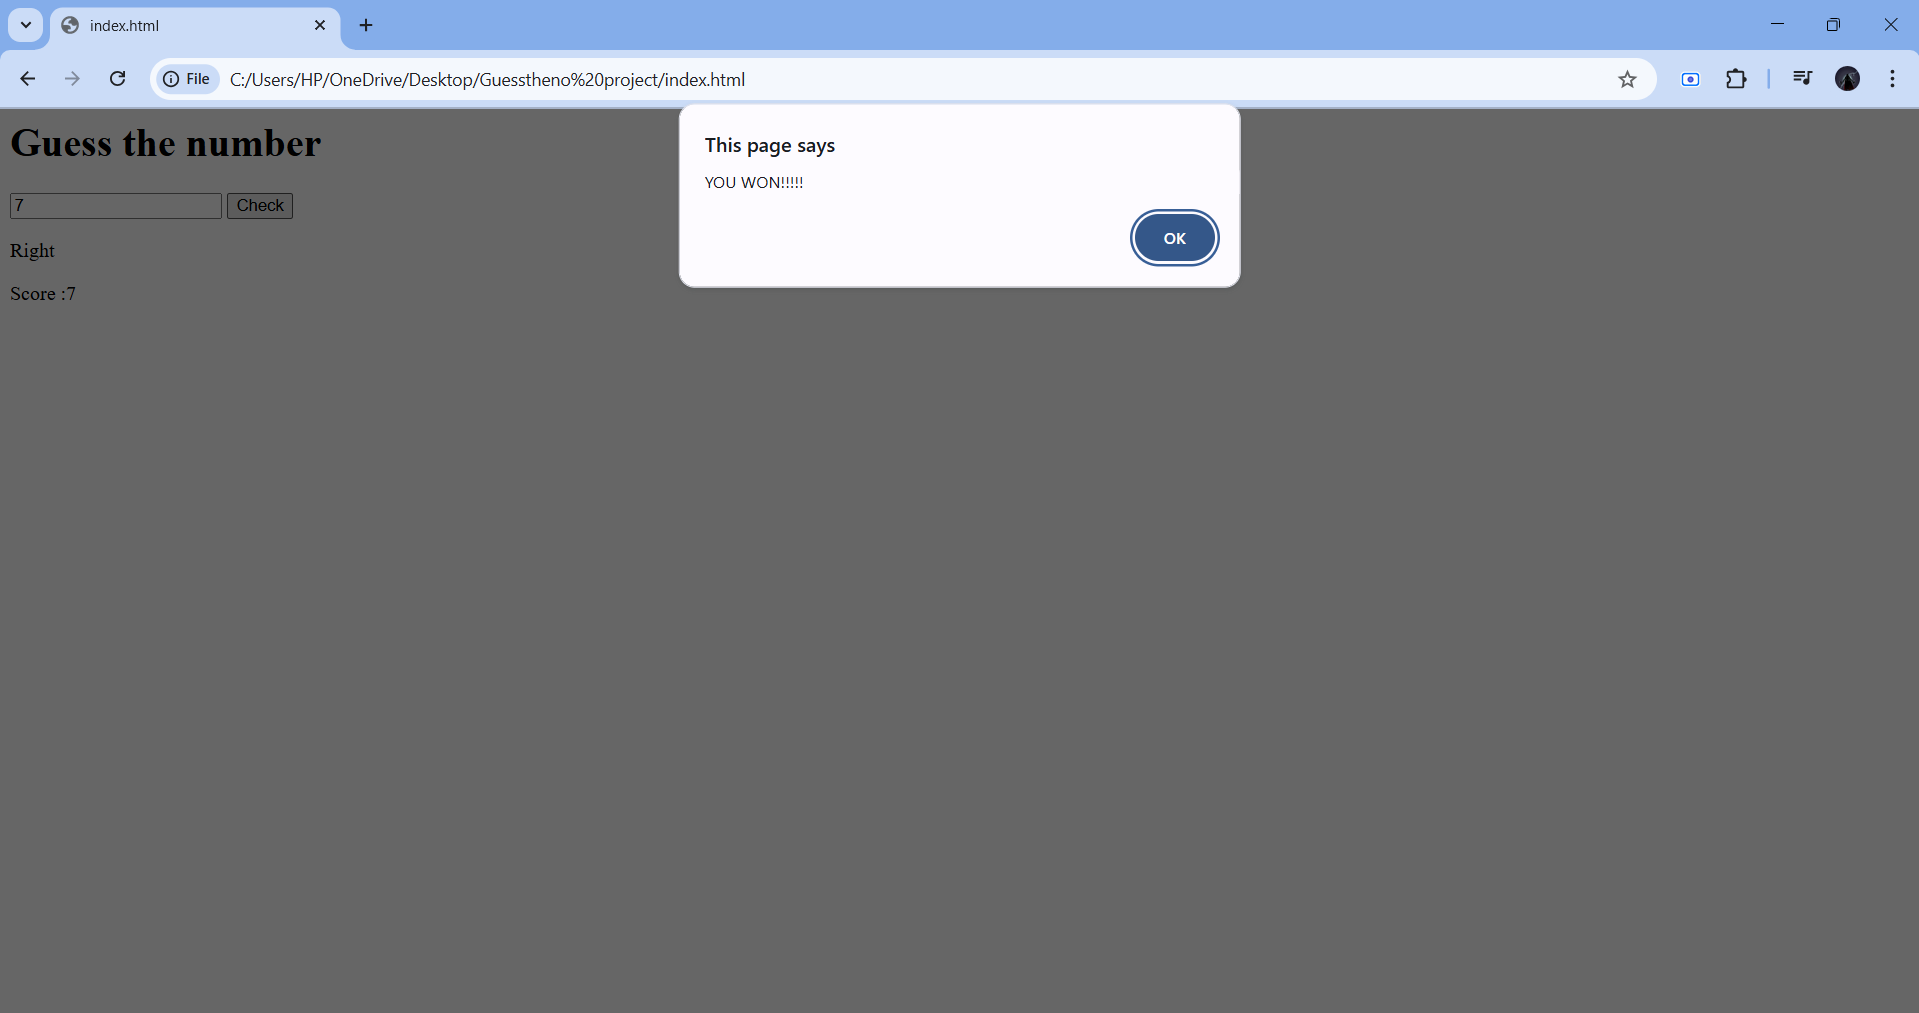 index.html
File C:/Users/HP/OneDrive/Desktop/Guesstheno%20project/index.html
Guess the number
7 Check
Right
Score :7
This page says
YOU WON!!!!!
OK